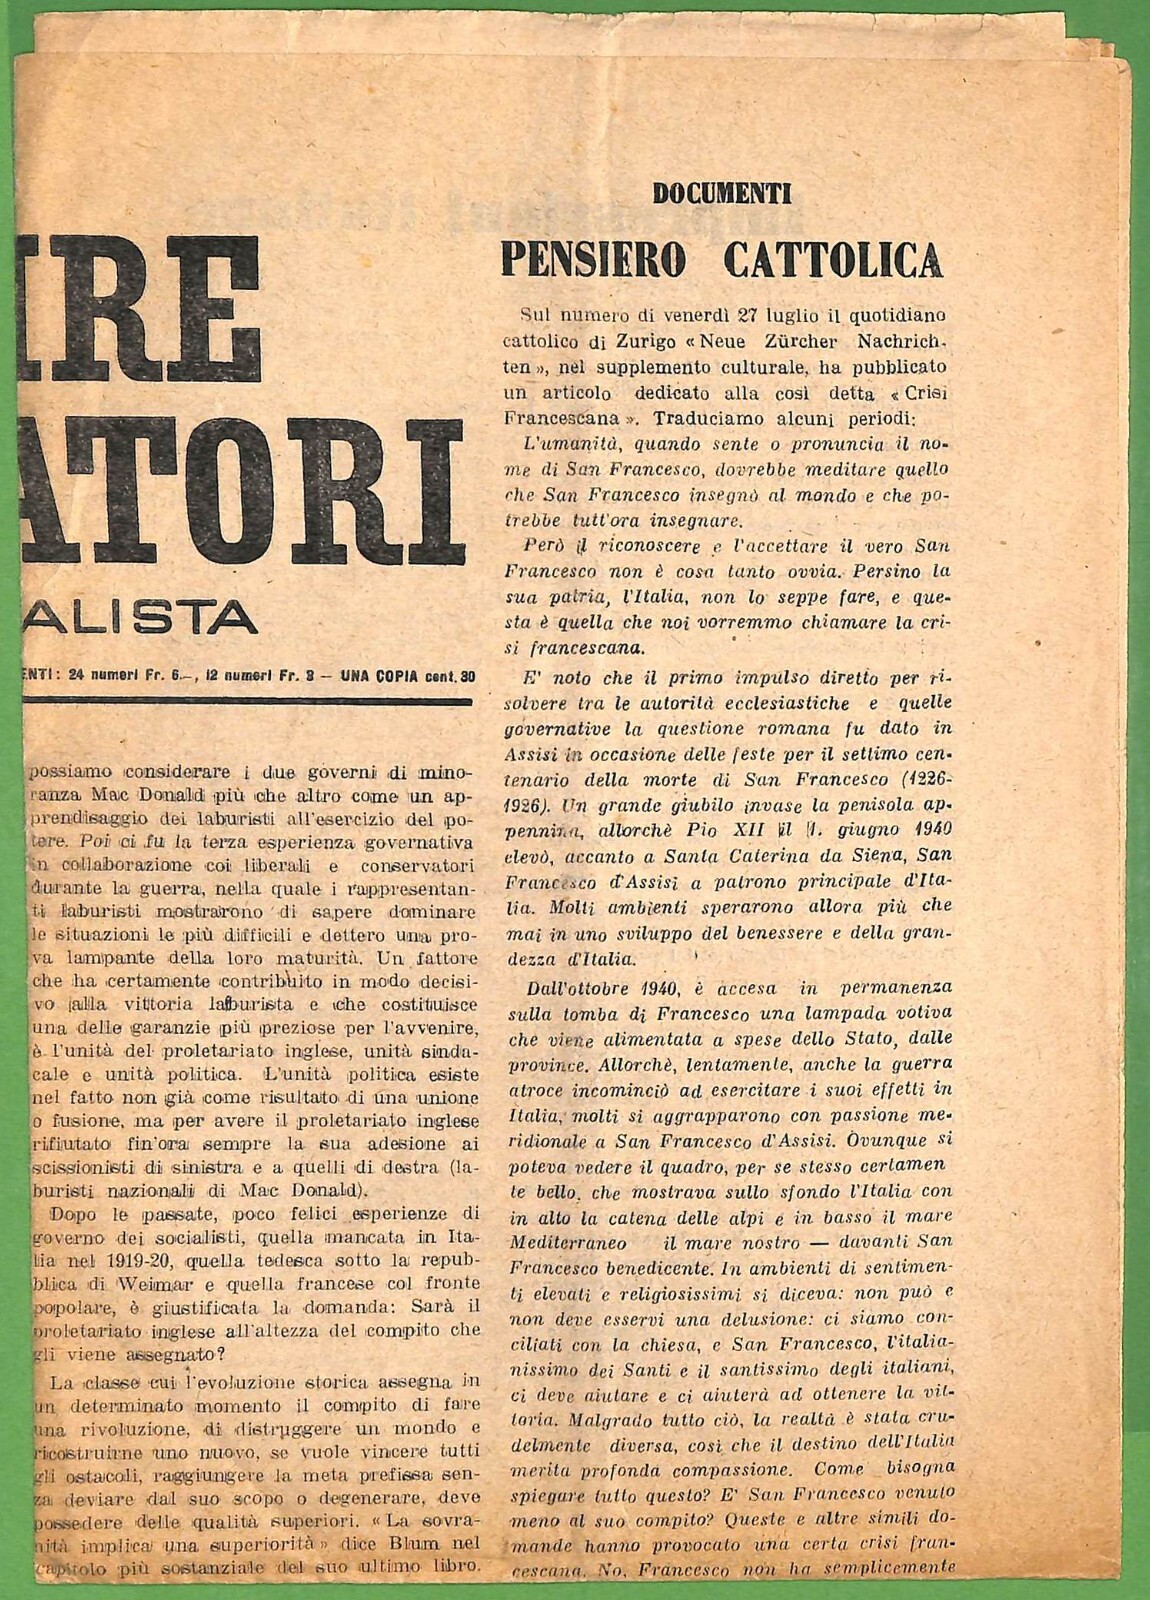 IRE
ATORI
ALISTA
ENTI: 24 numeri Fr. 6.—, 12 numeri Fr. 3 — UNA COPIA cent. 30
possiamo considerare i due governi di mino-
ranza Mac Donald più che altro come un ap-
prendisaggio dei laburisti all'esercizio del po-
tere. Poi ci fu la terza esperienza governativa
in collaborazione coi liberali e conservatori
durante la guerra, nella quale i rappresentan-
ti laburisti mostrarono di sapere dominare
le situazioni le più difficili e dettero una pro-
va lampante della loro maturità. Un fattore
che ha certamente contribuito in modo decisi-
vo alla vittoria laburista e che costituisce
una delle garanzie più preziose per l'avvenire,
è l'unità del proletariato inglese, unità sinda-
cale e unità politica. L'unità politica esiste
nel fatto non già come risultato di una unione
o fusione, ma per avere il proletariato inglese
rifiutato fin'ora sempre la sua adesione ai
scissionisti di sinistra e a quelli di destra (la-
buristi nazionali di Mac Donald).
Dopo le passate, poco felici esperienze di
governo dei socialisti, quella mancata in Ita-
lia nel 1919-20, quella tedesca sotto la repub-
blica di Weimar e quella francese col fronte
popolare, è giustificata la domanda: Sarà il
proletariato inglese all'altezza del compito che
gli viene assegnato?
La classe cui l'evoluzione storica assegna in
un determinato momento il compito di fare
una rivoluzione, di distruggere un mondo e
ricostruirne uno nuovo, se vuole vincere tutti
gli ostacoli, raggiungere la meta prefissa sen-
za deviare dal suo scopo o degenerare, deve
possedere delle qualità superiori. « La sovra-
nità implica una superiorità » dice Blum nel
capitolo più sostanziale del suo ultimo libro.
DOCUMENTI
PENSIERO CATTOLICA
Sul numero di venerdì 27 luglio il quotidiano
cattolico di Zurigo « Neue Zürcher Nachrich-
ten », nel supplemento culturale, ha pubblicato
un articolo dedicato alla così detta « Crisi
Francescana ». Traduciamo alcuni periodi:
L'umanità, quando sente o pronuncia il no-
me di San Francesco, dovrebbe meditare quello
che San Francesco insegnò al mondo e che po-
trebbe tutt'ora insegnare.
Però il riconoscere e l'accettare il vero San
Francesco non è cosa tanto ovvia. Persino la
sua patria, l'Italia, non lo seppe fare, e que-
sta è quella che noi vorremmo chiamare la cri-
si francescana.
E' noto che il primo impulso diretto per ri-
solvere tra le autorità ecclesiastiche e quelle
governative la questione romana fu dato in
Assisi in occasione delle feste per il settimo cen-
tenario della morte di San Francesco (1226-
1926). Un grande giubilo invase la penisola ap-
pennina, allorchè Pio XII il 1. giugno 1940
elevò, accanto a Santa Caterina da Siena, San
Francesco d'Assisi a patrono principale d'Ita-
lia. Molti ambienti sperarono allora più che
mai in uno sviluppo del benessere e della gran-
dezza d'Italia.
Dall'ottobre 1940, è accesa in permanenza
sulla tomba di Francesco una lampada votiva
che viene alimentata a spese dello Stato, dalle
province. Allorchè, lentamente, anche la guerra
atroce incominciò ad esercitare i suoi effetti in
Italia, molti si aggrapparono con passione me-
ridionale a San Francesco d'Assisi. Ovunque si
poteva vedere il quadro, per se stesso certamen
te bello, che mostrava sullo sfondo l'Italia con
in alto la catena delle alpi e in basso il mare
Mediterraneo il mare nostro — davanti San
Francesco benedicente. In ambienti di sentimen-
ti elevati e religiosissimi si diceva: non può e
non deve esservi una delusione: ci siamo con-
ciliati con la chiesa, e San Francesco, l'italia-
nissimo dei Santi e il santissimo degli italiani,
ci deve aiutare e ci aiuterà ad ottenere la vit-
toria. Malgrado tutto ciò, la realtà è stata cru-
delmente diversa, così che il destino dell'Italia
merita profonda compassione. Come bisogna
spiegare tutto questo? E' San Francesco venuto
meno al suo compito? Queste e altre simili do-
mande hanno provocato una certa crisi fran-
cescana. No, Francesco non ha semplicemente